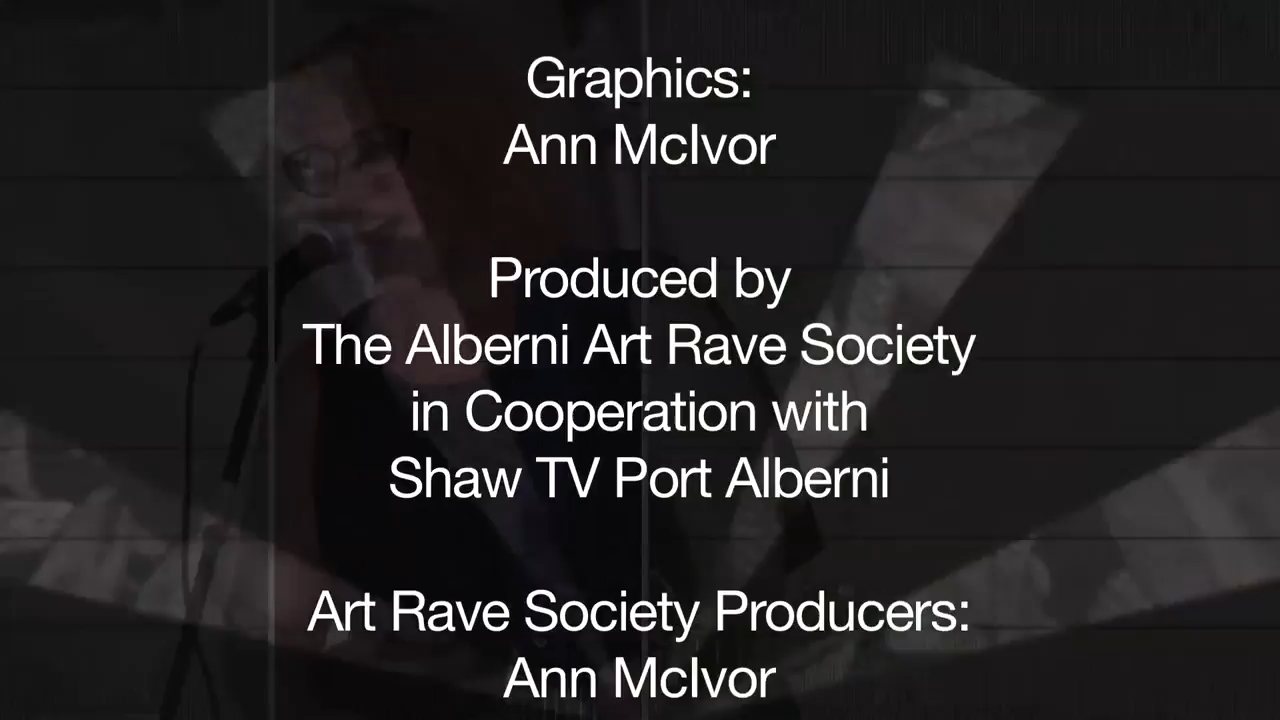 Graphics:
Ann McIvor
Produced by
The Alberni Art Rave Society
in Cooperation with
Shaw TV Port Alberni
Art Rave Society Producers:
Ann McIvor